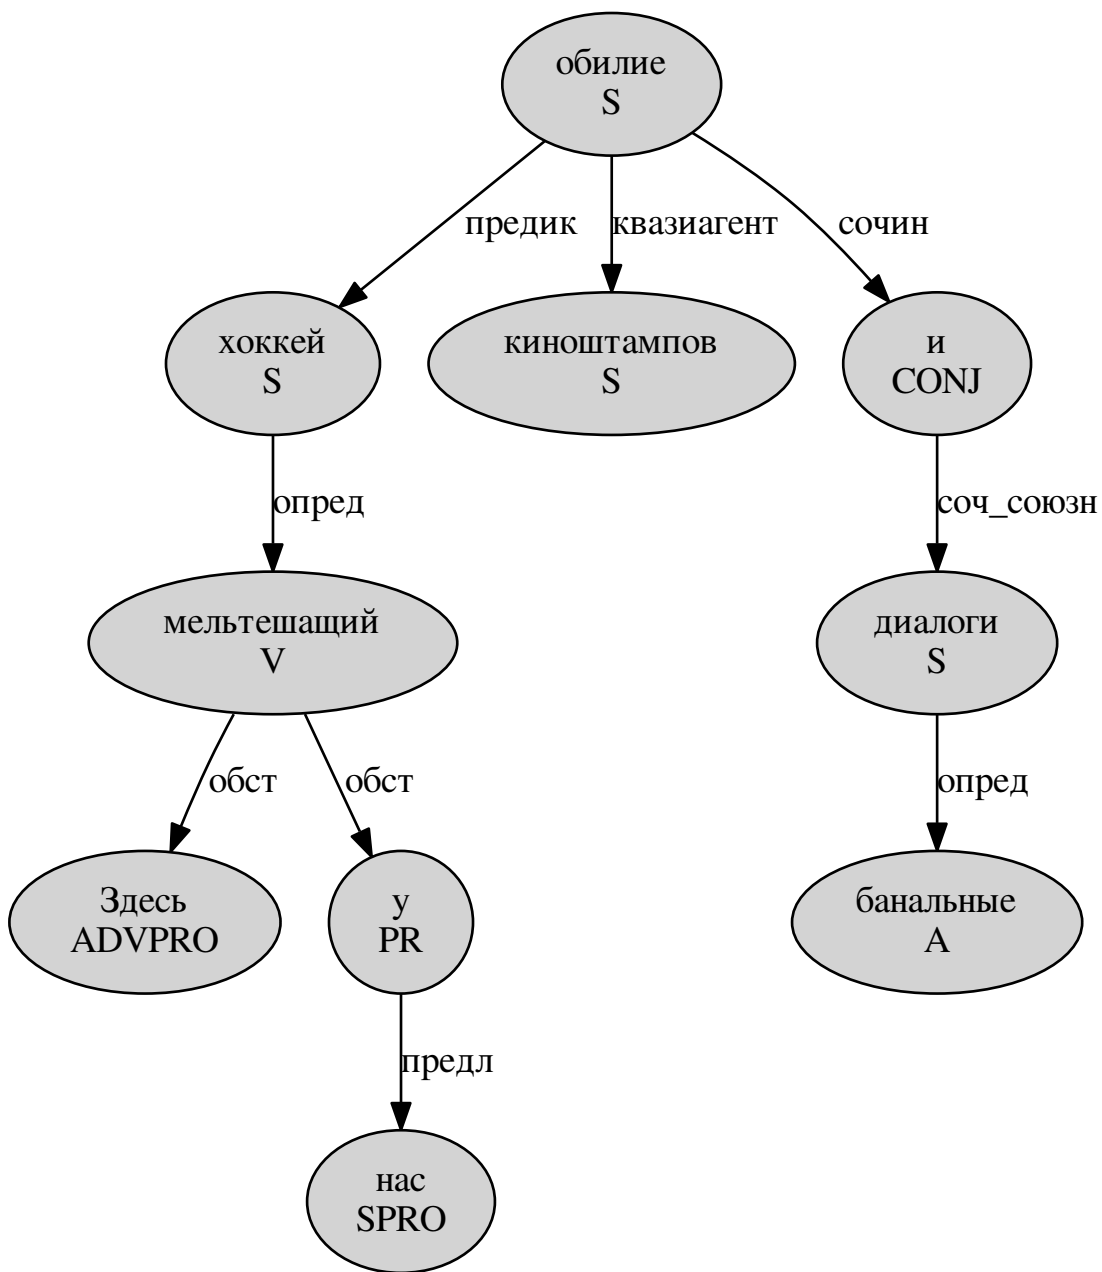 обилие
S
предик
квазиагент
сочин
хоккей
S
киноштампов
S
и
CONJ
опред
соч_союзн
мельтешащий
V
диалоги
S
обст
обст
опред
Здесь
ADVPRO
у
PR
банальные
A
предл
нас
SPRO